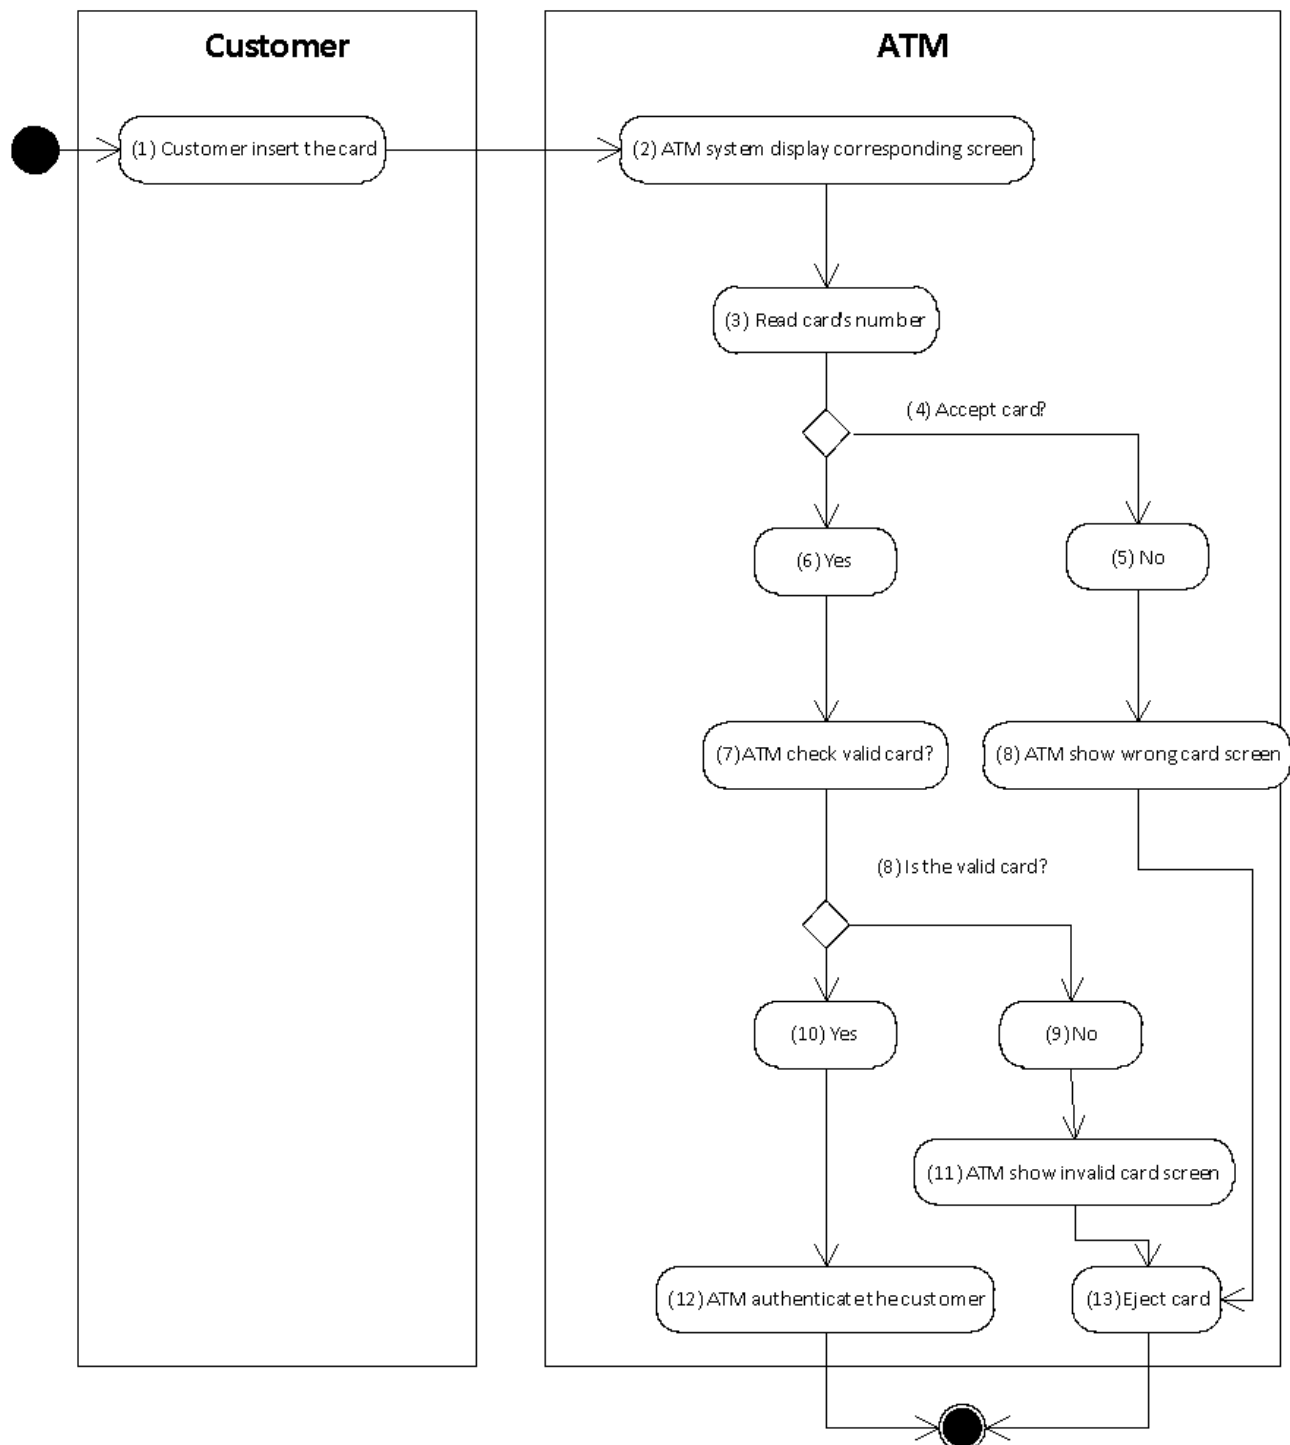 Customer
ATM
(1) Customer insert the card
(2) ATM system display corresponding screen
(3) Read card's number
(4) Accept card?
(6) Yes
(5) No
(7) ATM check valid card?
(8) ATM show wrong card screen
(8) Is the valid card?
(10) Yes
(9) No
(11) ATM show invalid card screen
(12) ATM authenticate the customer
(13) Eject card